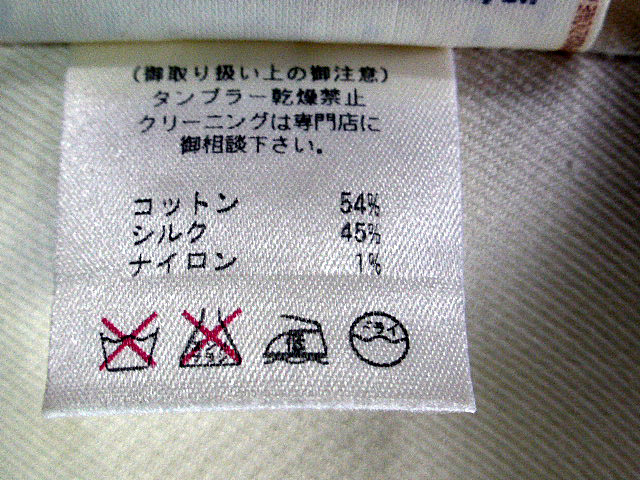 (御取り扱い上の御注意)
タンブラー乾燥禁止
クリーニングは専門店に
御相談下さい。
コットン 54%
シルク 45%
ナイロン 1%
ドライ